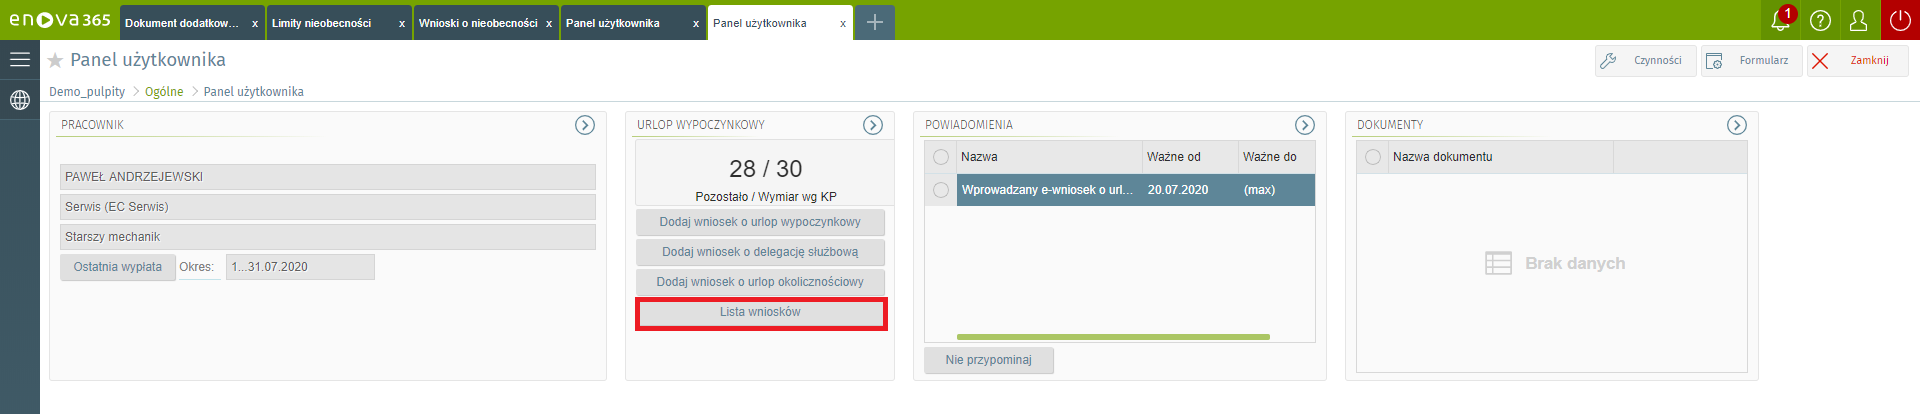 enova365
Dokument dodatkow... x
Limity nieobecności x
Wnioski o nieobecności x
Panel użytkownika x
Panel użytkownika x
1
Panel użytkownika
Czynności
Formularz
Zamknij
Demo_pulpity > Ogólne > Panel użytkownika
PRACOWNIK
PAWEŁ ANDRZEJEWSKI
Serwis (EC Serwis)
Starszy mechanik
Ostatnia wypłata Okres: 1...31.07.2020
URLOP WYPOCZYNKOWY
28 / 30
Pozostało / Wymiar wg KP
Dodaj wniosek o urlop wypoczynkowy
Dodaj wniosek o delegację służbową
Dodaj wniosek o urlop okolicznościowy
Lista wniosków
POWIADOMIENIA
Nazwa Ważne od Ważne do
Wprowadzany e-wniosek o url... 20.07.2020 (max)
Nie przypominaj
DOKUMENTY
Nazwa dokumentu
Brak danych